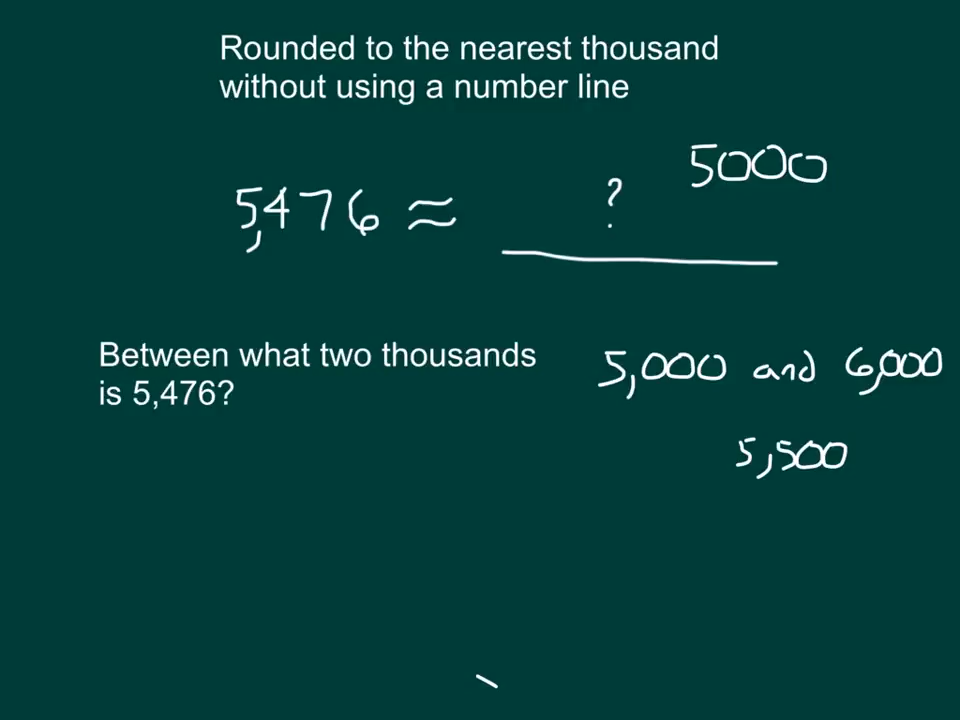 Rounded to the nearest thousand
without using a number line
5000
5,476 ≈ ?
Between what two thousands
is 5,476?
5,000 and 6,000
5,500